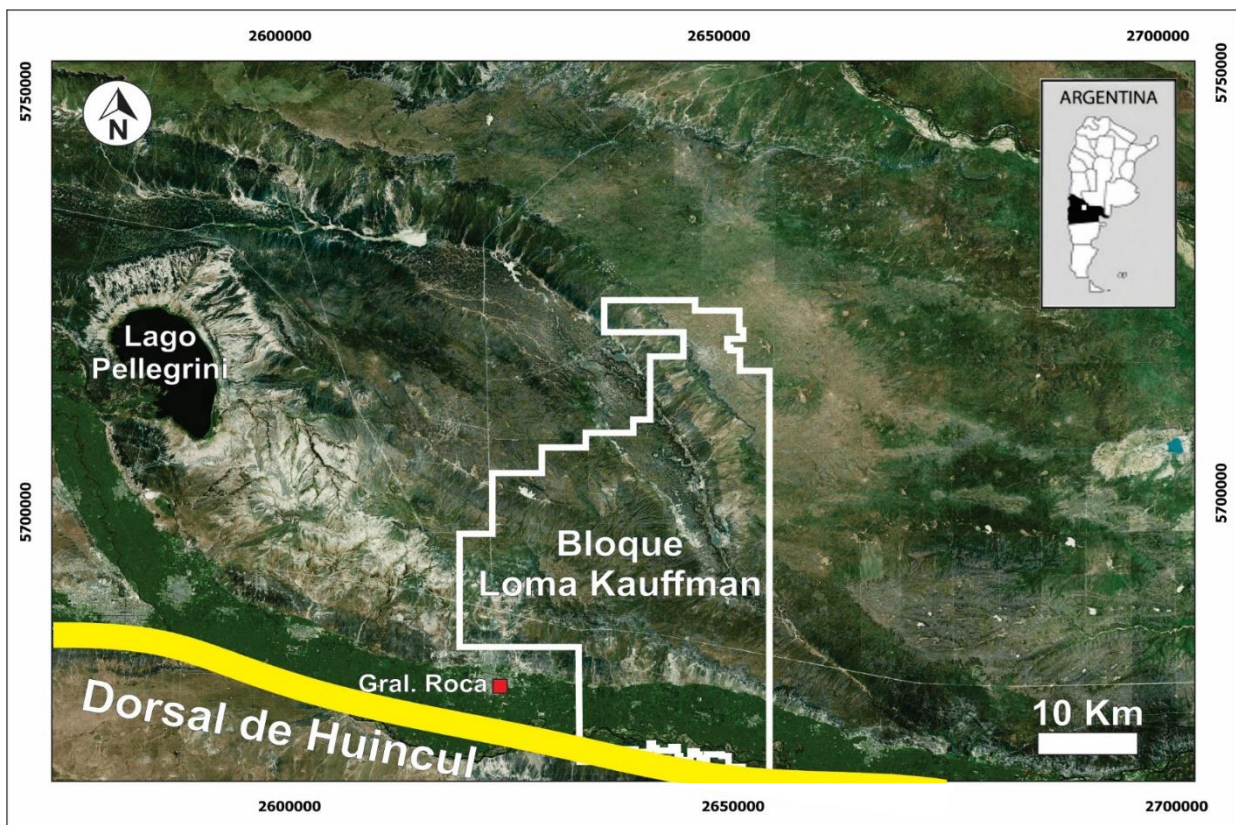 2600000
2650000
2700000
5750000
5750000
N
ARGENTINA
Lago
Pellegrini
5700000
5700000
Bloque
Loma Kauffman
Gral. Roca
10 Km
Dorsal de Huincul
2600000
2650000
2700000